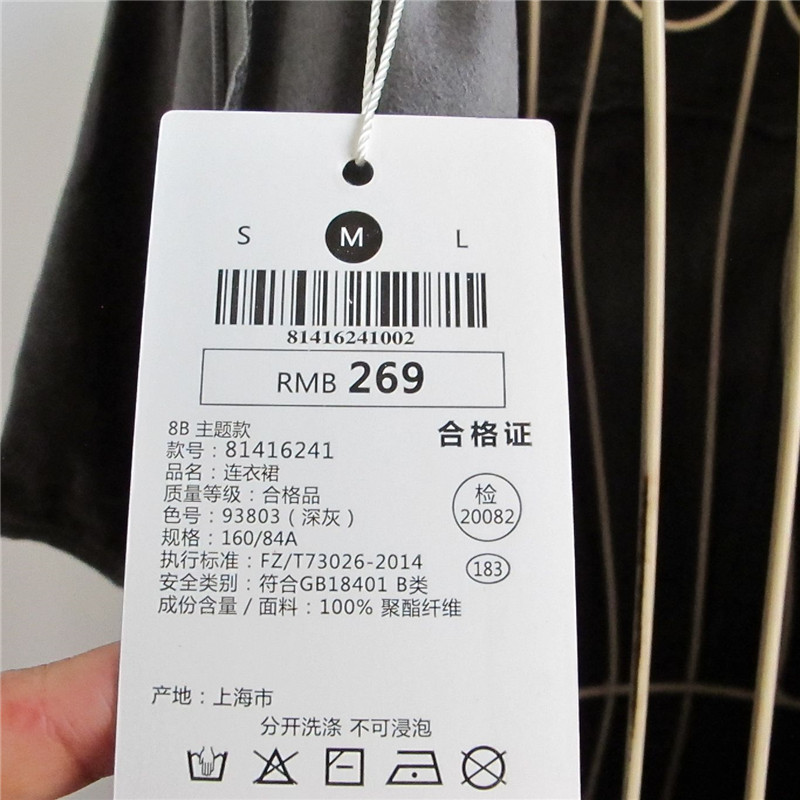 S M L
81416241002
RMB 269
8B 主题款
合格证
款号：81416241
品名：连衣裙
质量等级：合格品
检
20082
色号：93803（深灰）
规格：160/84A
执行标准：FZ/T73026-2014
183
安全类别：符合GB18401 B类
成份含量/面料：100% 聚酯纤维
产地：上海市
分开洗涤 不可浸泡